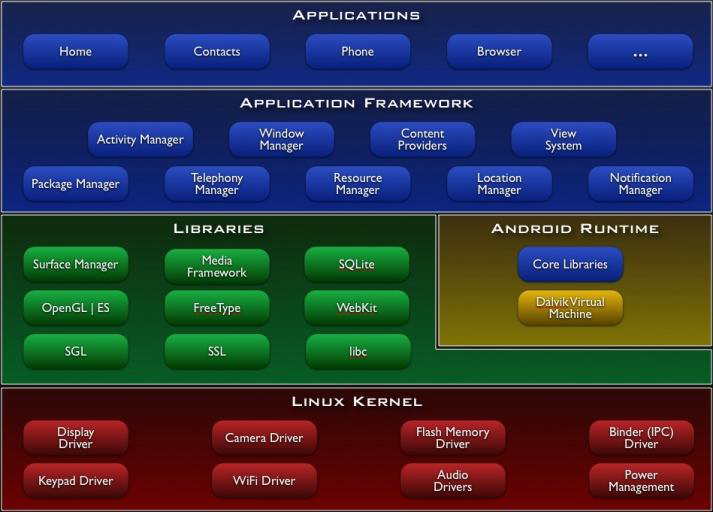 APPLICATIONS
Home
Contacts
Phone
Browser
...
APPLICATION FRAMEWORK
Activity Manager
Window
Manager
Content
Providers
View
System
Package Manager
Telephony
Manager
Resource
Manager
Location
Manager
Notification
Manager
LIBRARIES
Surface Manager
Media
Framework
SQLite
OpenGL | ES
FreeType
WebKit
SGL
SSL
libc
ANDROID RUNTIME
Core Libraries
Dalvik Virtual
Machine
LINUX KERNEL
Display
Driver
Camera Driver
Flash Memory
Driver
Binder (IPC)
Driver
Keypad Driver
WiFi Driver
Audio
Drivers
Power
Management